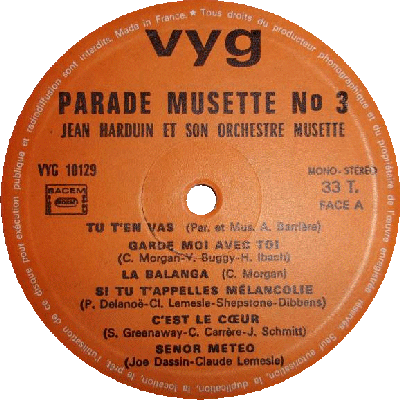 Made in France. ★ Tous droits du producteur phonographique et du propriétaire de l'oeuvre enregistrée réservés. Sauf autorisation, la duplication, la location, le prêt, l'utilisation de ce disque pour exécution publique et radiodiffusion sont interdits.
vyg
PARADE MUSETTE No 3
JEAN HARDUIN ET SON ORCHESTRE MUSETTE
VYG 10129
MONO-STÉRÉO
SACEM
33 T.
FACE A
TU T'EN VAS (Par. et Mus. A. Barrière)
GARDE MOI AVEC TOI
(C. Morgan-Y. Buggy-H. Ibach)
LA BALANGA (C. Morgan)
SI TU T'APPELLES MÉLANCOLIE
(P. Delanoë-Cl. Lemesle-Shepstone-Dibbens)
C'EST LE CŒUR
(S. Greenaway-C. Carrère-J. Schmitt)
SENOR METEO
(Joe Dassin-Claude Lemesle)